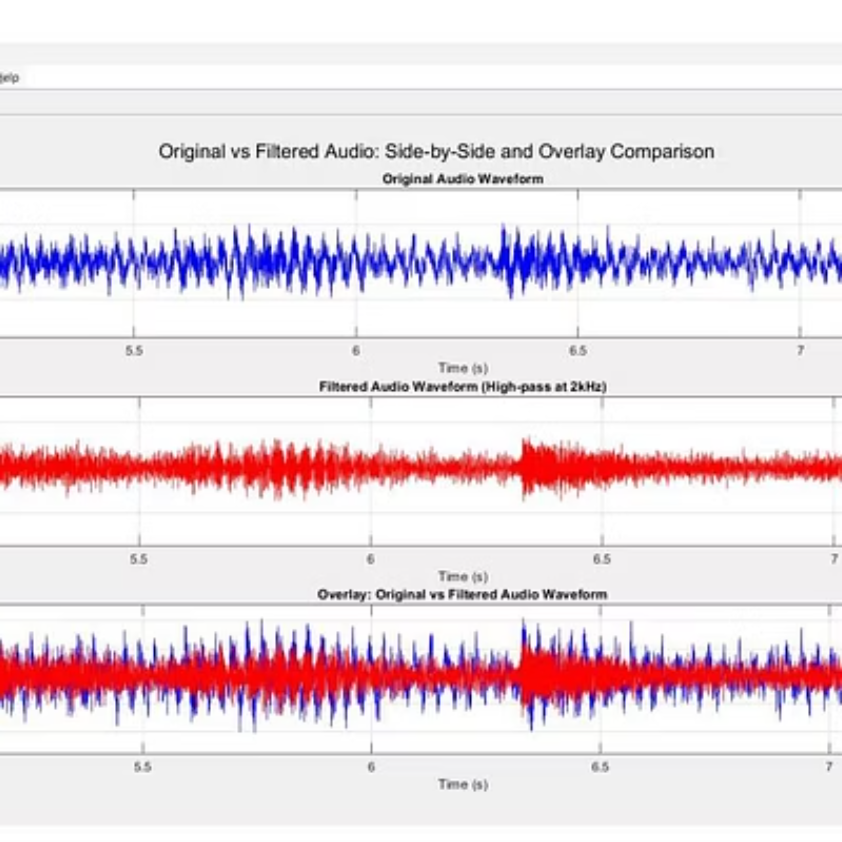 Help
Original vs Filtered Audio: Side-by-Side and Overlay Comparison
Original Audio Waveform
5.5 6 6.5 7
Time (s)
Filtered Audio Waveform (High-pass at 2kHz)
5.5 6 6.5 7
Time (s)
Overlay: Original vs Filtered Audio Waveform
5.5 6 6.5 7
Time (s)